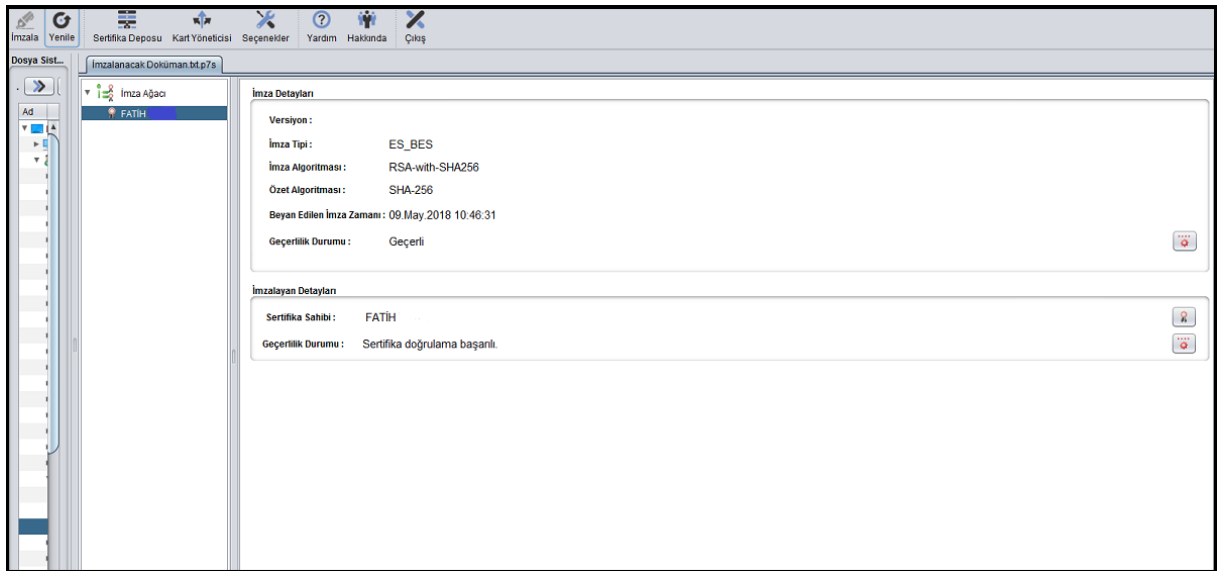 İmzala Yenile Sertifika Deposu Kart Yöneticisi Seçenekler Yardım Hakkında Çıkış
Dosya Sist...
İmzalanacak Doküman.txt.p7s
Ad
İmza Ağacı
FATİH
İmza Detayları
Versiyon :
İmza Tipi : ES_BES
İmza Algoritması : RSA-with-SHA256
Özet Algoritması : SHA-256
Beyan Edilen İmza Zamanı : 09.May.2018 10:46:31
Geçerlilik Durumu : Geçerli
İmzalayan Detayları
Sertifika Sahibi : FATİH
Geçerlilik Durumu : Sertifika doğrulama başarılı.